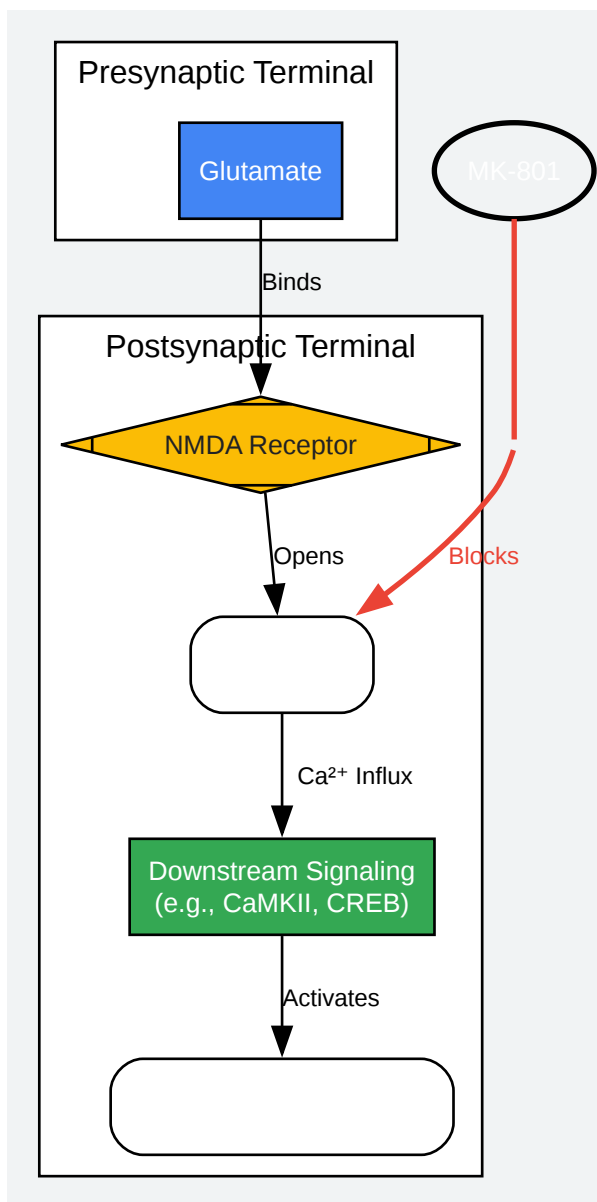 Presynaptic Terminal
Glutamate
MK-801
Binds
Postsynaptic Terminal
NMDA Receptor
Opens
Blocks
Ca²⁺ Influx
Downstream Signaling
(e.g., CaMKII, CREB)
Activates